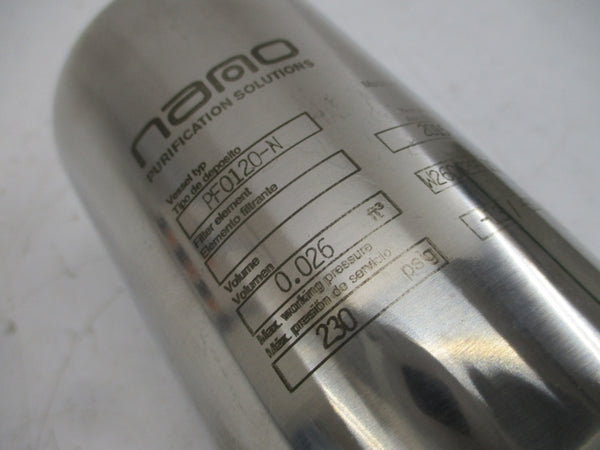 nano
PURIFICATION SOLUTIONS
Vessel typ
Tipo de deposito
PF0120-N
Filter element
Elemento filtrante
Volume
Volumen
0.026 ft³
Max. working pressure
Máx. presión de servicio
230 psig